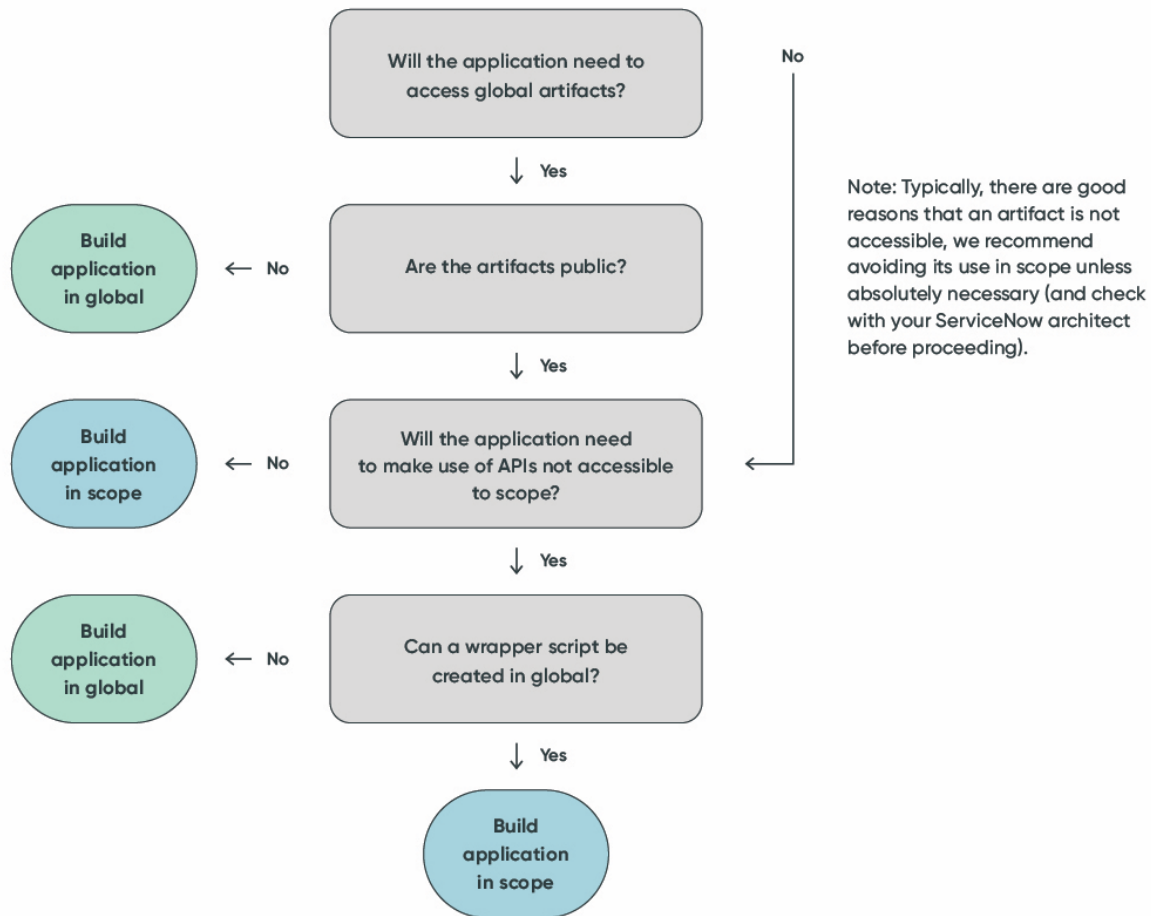 Will the application need to
access global artifacts?
No
Yes
Note: Typically, there are good
reasons that an artifact is not
accessible, we recommend
avoiding its use in scope unless
absolutely necessary (and check
with your ServiceNow architect
before proceeding).
Build
application
in global
No
Are the artifacts public?
Yes
Build
application
in scope
No
Will the application need
to make use of APIs not accessible
to scope?
Yes
Build
application
in global
No
Can a wrapper script be
created in global?
Yes
Build
application
in scope